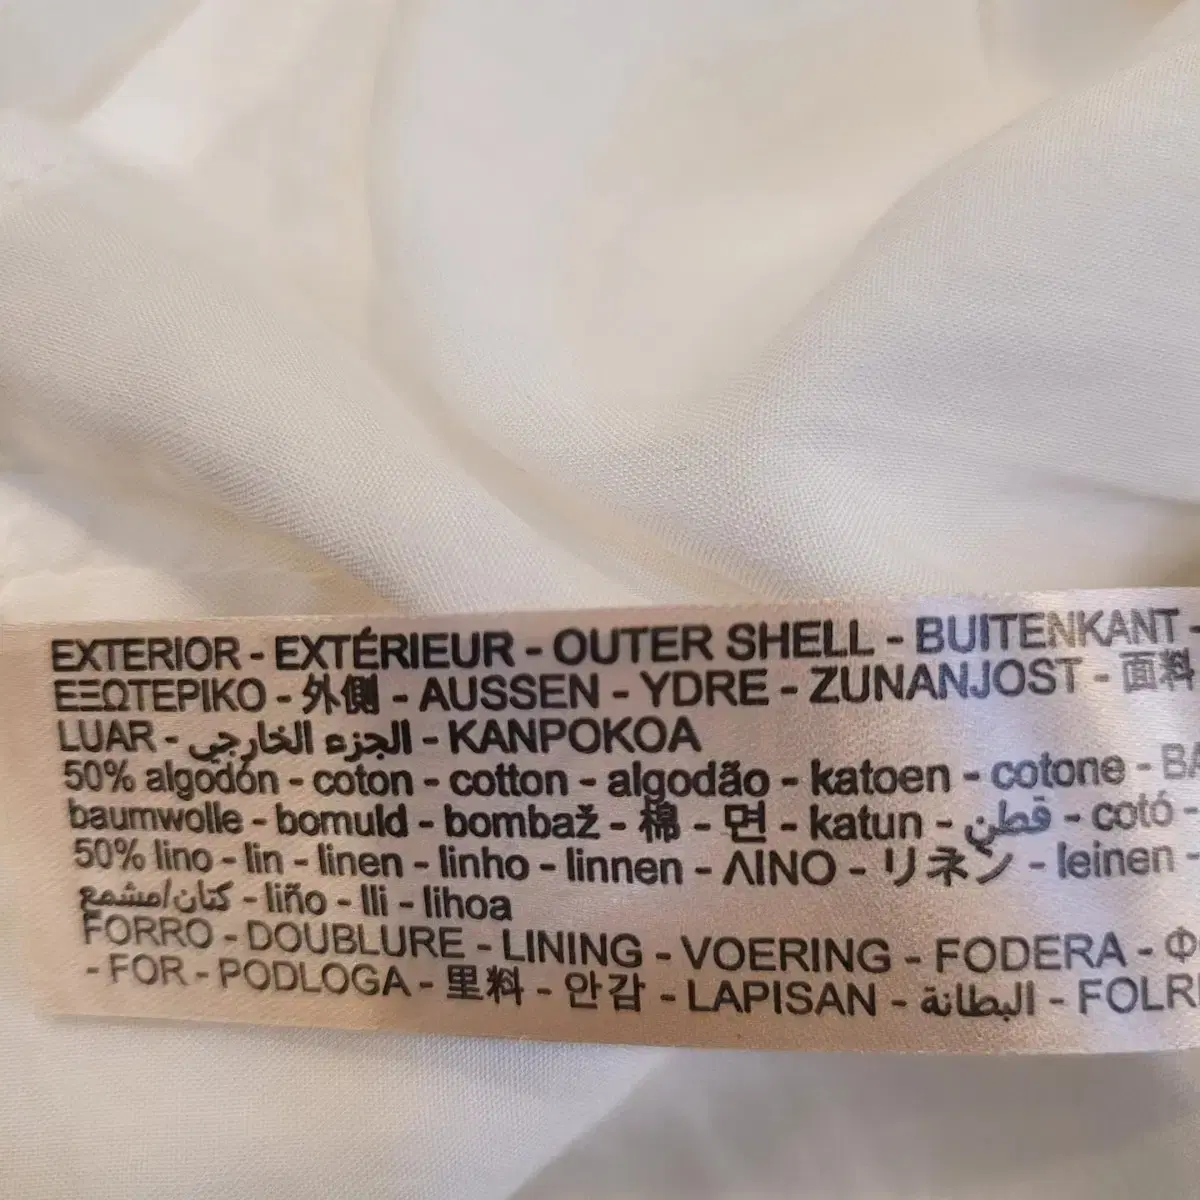 EXTERIOR - EXTÉRIEUR - OUTER SHELL - BUITENKANT -
ΕΞΩΤΕΡΙΚΟ - 外側 - AUSSEN - YDRE - ZUNANJOST - 面料
LUAR - الجزء الخارجي - KANPOKOA
50% algodón - coton - cotton - algodão - katoen - cotone - BA
baumwolle - bomuld - bombaž - 棉 - 면 - katun - قطن - cotó -
50% lino - lin - linen - linho - linnen - ΛΙΝΟ - リネン - leinen -
كتان/مشمع - liño - lli - lihoa
FORRO - DOUBLURE - LINING - VOERING - FODERA - Φ
- FOR - PODLOGA - 里料 - 안감 - LAPISAN - البطانة - FOLR